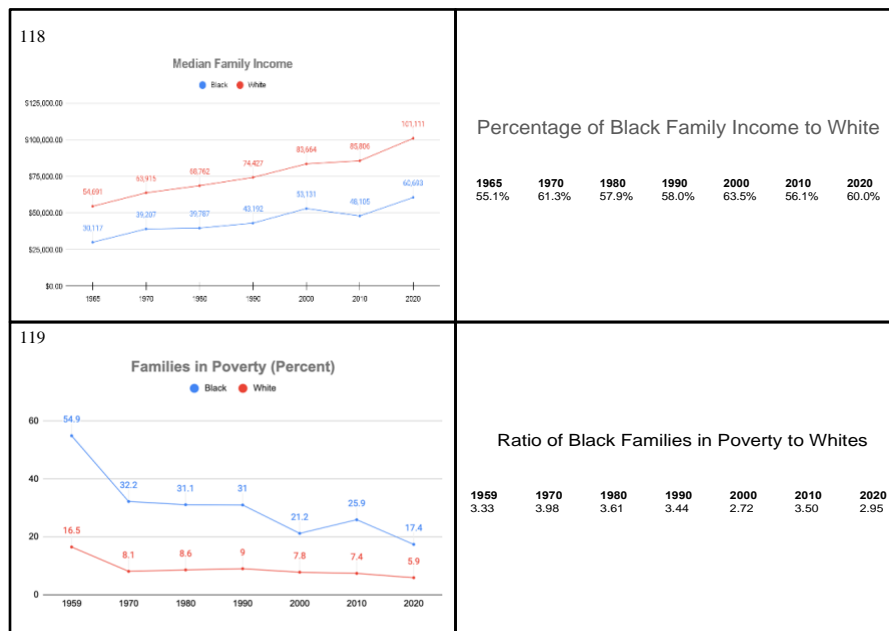 118
Median Family Income
Black White
$125,000.00
$100,000.00
$75,000.00
$50,000.00
$25,000.00
$0.00
54,691 63,915 68,762 74,427 83,664 85,806 101,111
30,117 39,207 39,787 43,192 53,131 48,105 60,693
1965 1970 1980 1990 2000 2010 2020
Percentage of Black Family Income to White
1965 1970 1980 1990 2000 2010 2020
55.1% 61.3% 57.9% 58.0% 63.5% 56.1% 60.0%
119
Families in Poverty (Percent)
Black White
60
40
20
0
54.9 32.2 31.1 31 21.2 25.9 17.4
16.5 8.1 8.6 9 7.8 7.4 5.9
1959 1970 1980 1990 2000 2010 2020
Ratio of Black Families in Poverty to Whites
1959 1970 1980 1990 2000 2010 2020
3.33 3.98 3.61 3.44 2.72 3.50 2.95